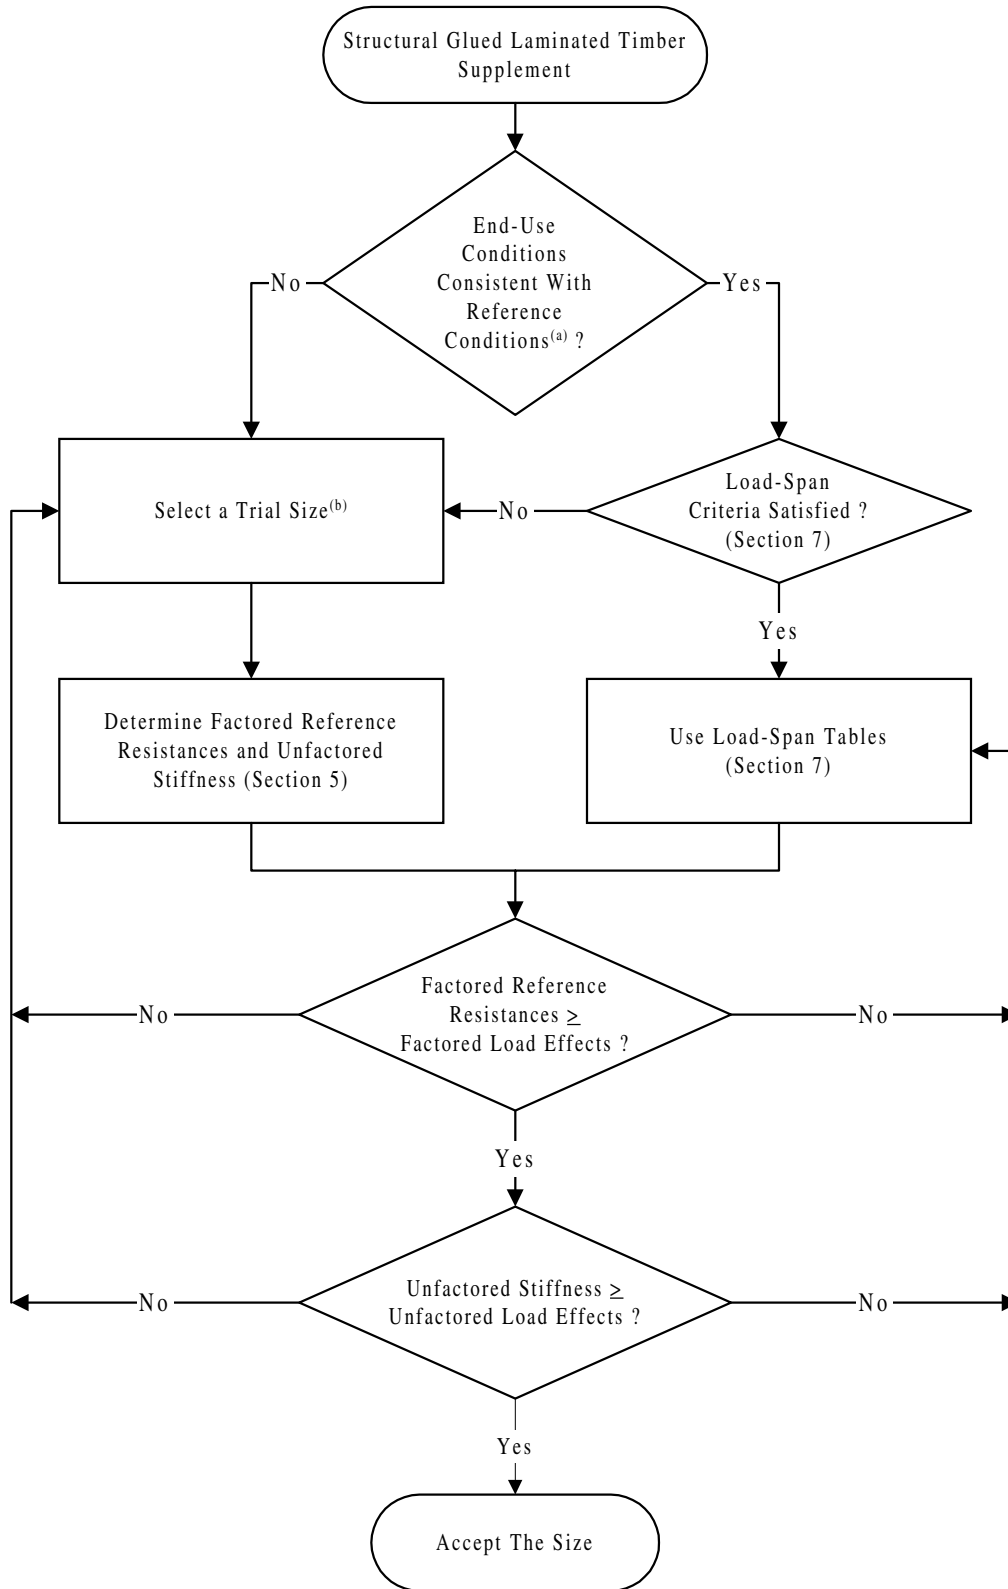 Structural Glued Laminated Timber
Supplement
End-Use
Conditions
Consistent With
Reference
Conditions(a) ?
No
Yes
Select a Trial Size(b)
No
Load-Span
Criteria Satisfied ?
(Section 7)
Yes
Determine Factored Reference
Resistances and Unfactored
Stiffness (Section 5)
Use Load-Span Tables
(Section 7)
No
Factored Reference
Resistances ≥
Factored Load Effects ?
No
Yes
No
Unfactored Stiffness ≥
Unfactored Load Effects ?
No
Yes
Accept The Size